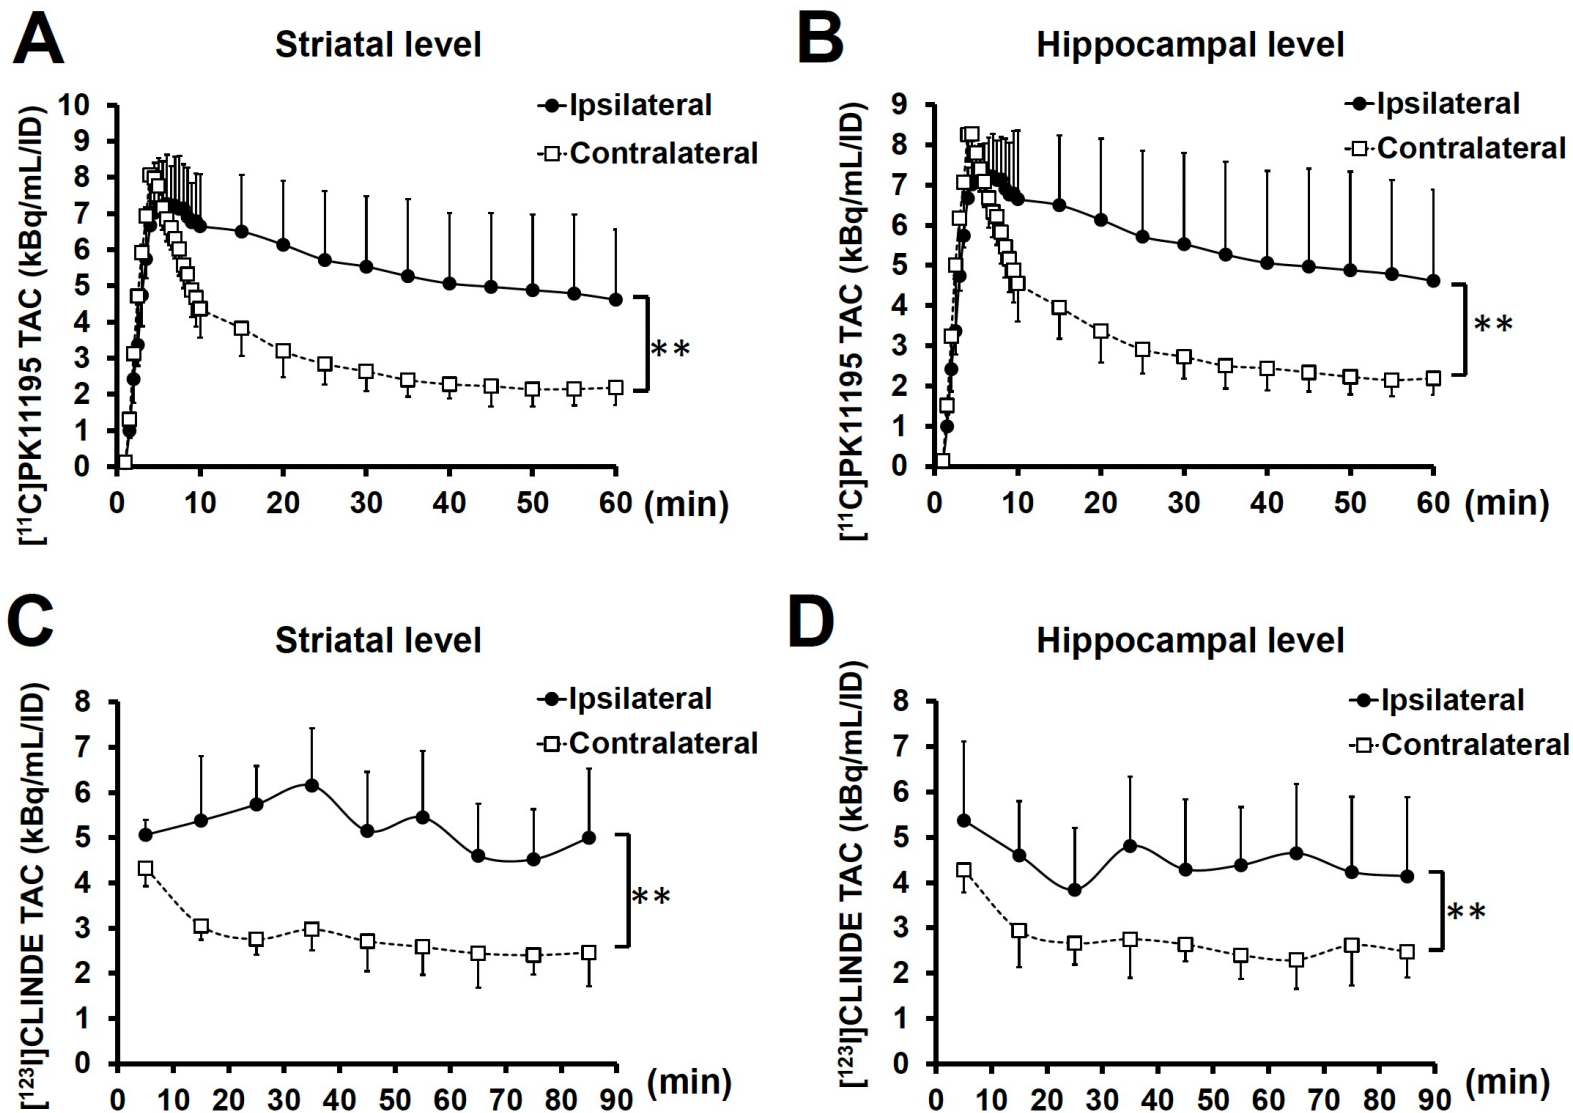 A
Striatal level
[¹¹C]PK11195 TAC (kBq/mL/ID)
10
9
8
7
6
5
4
3
2
1
0
Ipsilateral
Contralateral
**
0 10 20 30 40 50 60 (min)
B
Hippocampal level
[¹¹C]PK11195 TAC (kBq/mL/ID)
9
8
7
6
5
4
3
2
1
0
Ipsilateral
Contralateral
**
0 10 20 30 40 50 60 (min)
C
Striatal level
[¹²³I]CLINDE TAC (kBq/mL/ID)
8
7
6
5
4
3
2
1
0
Ipsilateral
Contralateral
**
0 10 20 30 40 50 60 70 80 90 (min)
D
Hippocampal level
[¹²³I]CLINDE TAC (kBq/mL/ID)
8
7
6
5
4
3
2
1
0
Ipsilateral
Contralateral
**
0 10 20 30 40 50 60 70 80 90 (min)